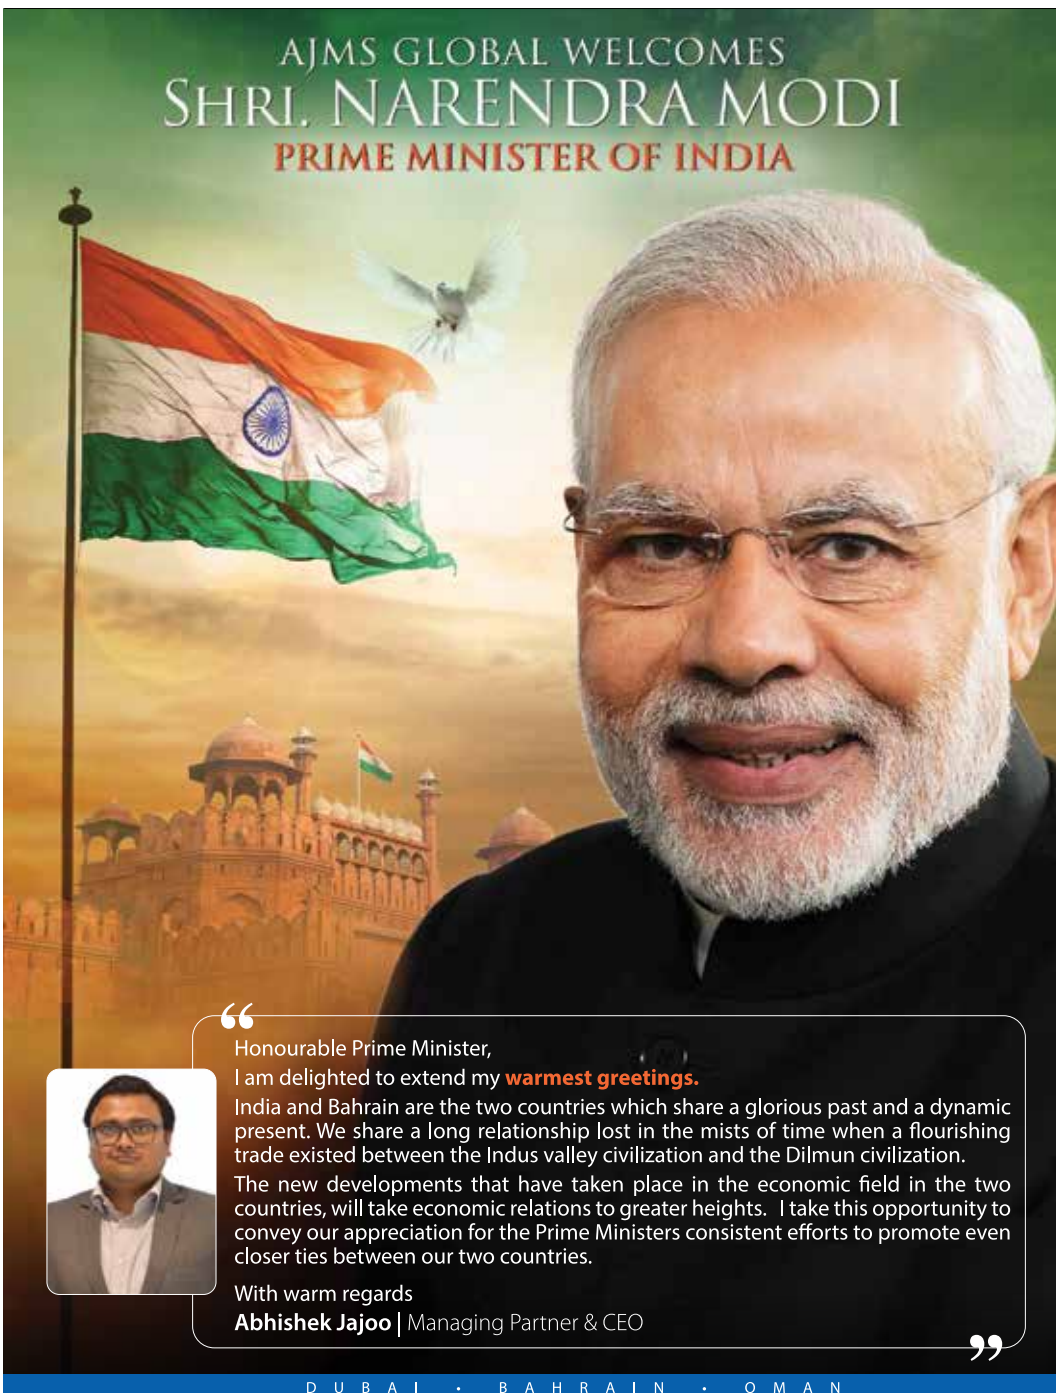 AJMS GLOBAL WELCOMES
SHRI. NARENDRA MODI
PRIME MINISTER OF INDIA
“
Honourable Prime Minister,
I am delighted to extend my warmest greetings.
India and Bahrain are the two countries which share a glorious past and a dynamic
present. We share a long relationship lost in the mists of time when a flourishing
trade existed between the Indus valley civilization and the Dilmun civilization.
The new developments that have taken place in the economic field in the two
countries, will take economic relations to greater heights. I take this opportunity to
convey our appreciation for the Prime Ministers consistent efforts to promote even
closer ties between our two countries.
With warm regards
Abhishek Jajoo | Managing Partner & CEO
”
DUBAI • BAHRAIN • OMAN